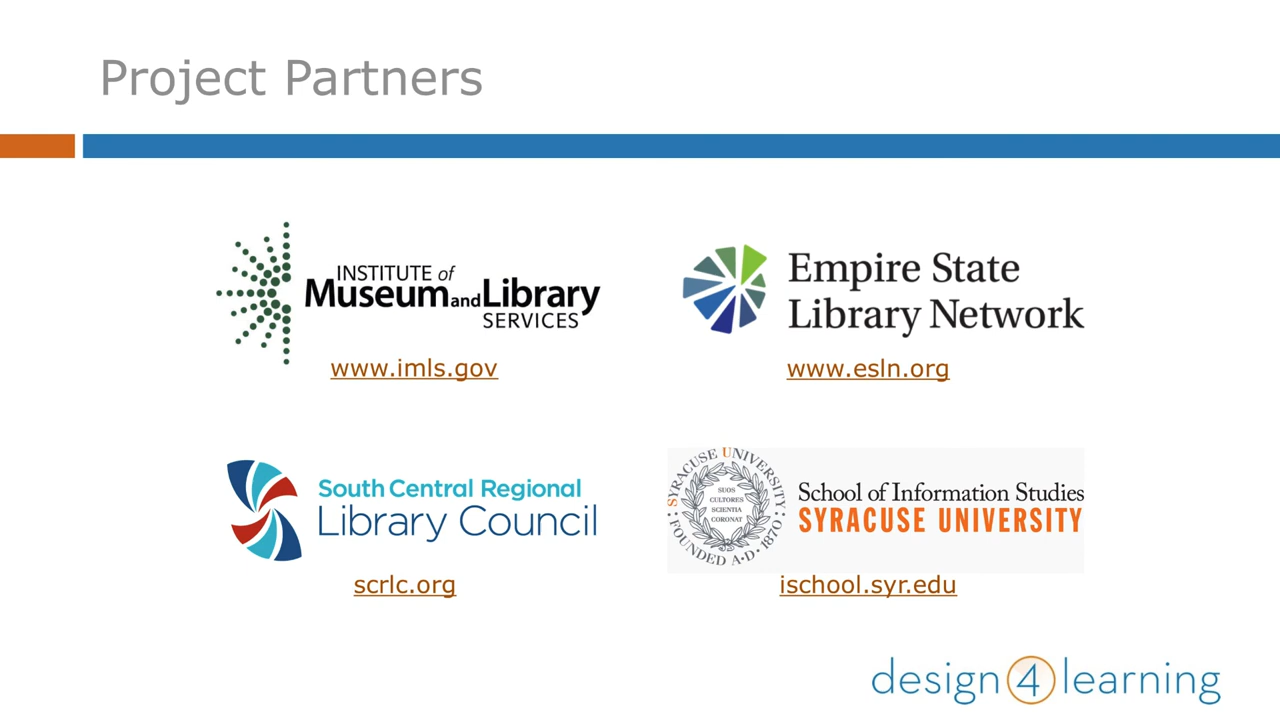 Project Partners
INSTITUTE of
Museum and Library
SERVICES
www.imls.gov
Empire State
Library Network
www.esln.org
South Central Regional
Library Council
scrlc.org
SYRACUSE UNIVERSITY
FOUNDED A·D·1870
SUOS
CULTORES
SCIENTIA
CORONAT
School of Information Studies
SYRACUSE UNIVERSITY
ischool.syr.edu
design 4 learning